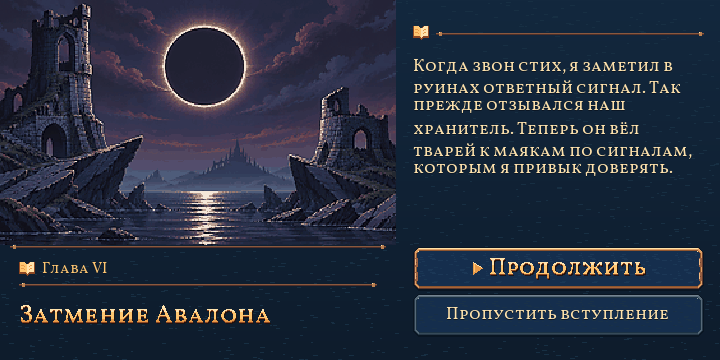 Глава VI
Затмение Авалона
Когда звон стих, я заметил в
руинах ответный сигнал. Так
прежде отзывался наш
хранитель. Теперь он вёл
тварей к маякам по сигналам,
которым я привык доверять.
Продолжить
Пропустить вступление